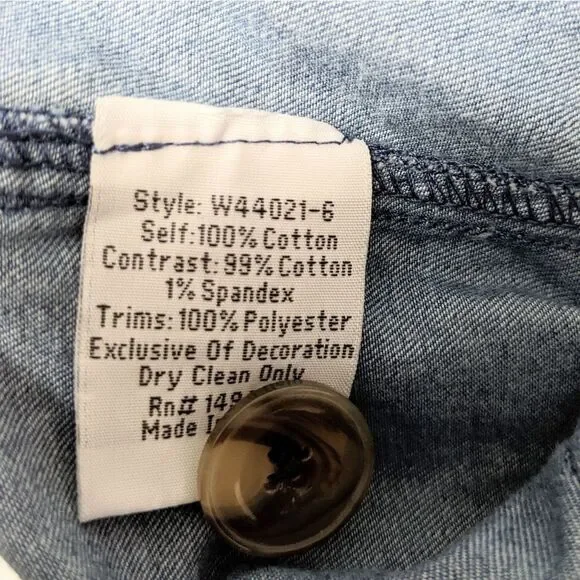 Style: W44021-6
Self:100% Cotton
Contrast: 99% Cotton
1% Spandex
Trims: 100% Polyester
Exclusive Of Decoration
Dry Clean Only
Rn#
Made